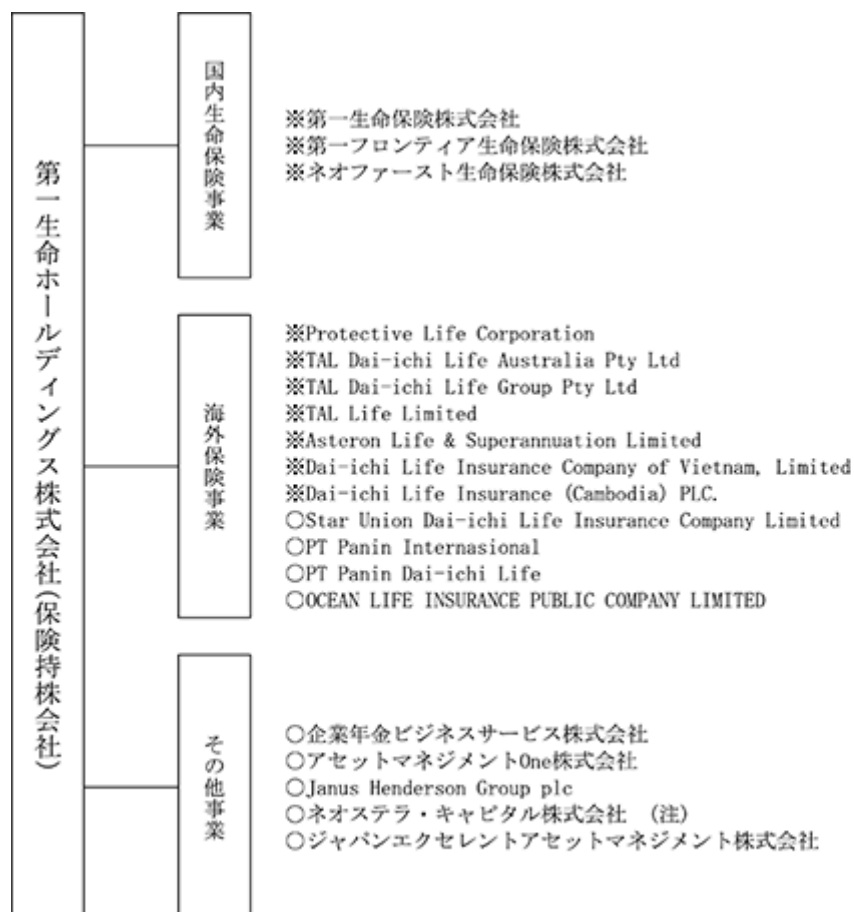 第一生命ホールディングス株式会社(保険持株会社)
国内生命保険事業
※第一生命保険株式会社
※第一フロンティア生命保険株式会社
※ネオファースト生命保険株式会社
海外保険事業
※Protective Life Corporation
※TAL Dai-ichi Life Australia Pty Ltd
※TAL Dai-ichi Life Group Pty Ltd
※TAL Life Limited
※Asteron Life & Superannuation Limited
※Dai-ichi Life Insurance Company of Vietnam, Limited
※Dai-ichi Life Insurance (Cambodia) PLC.
○Star Union Dai-ichi Life Insurance Company Limited
○PT Panin Internasional
○PT Panin Dai-ichi Life
○OCEAN LIFE INSURANCE PUBLIC COMPANY LIMITED
その他事業
○企業年金ビジネスサービス株式会社
○アセットマネジメントOne株式会社
○Janus Henderson Group plc
○ネオステラ・キャピタル株式会社 (注)
○ジャパンエクセレントアセットマネジメント株式会社